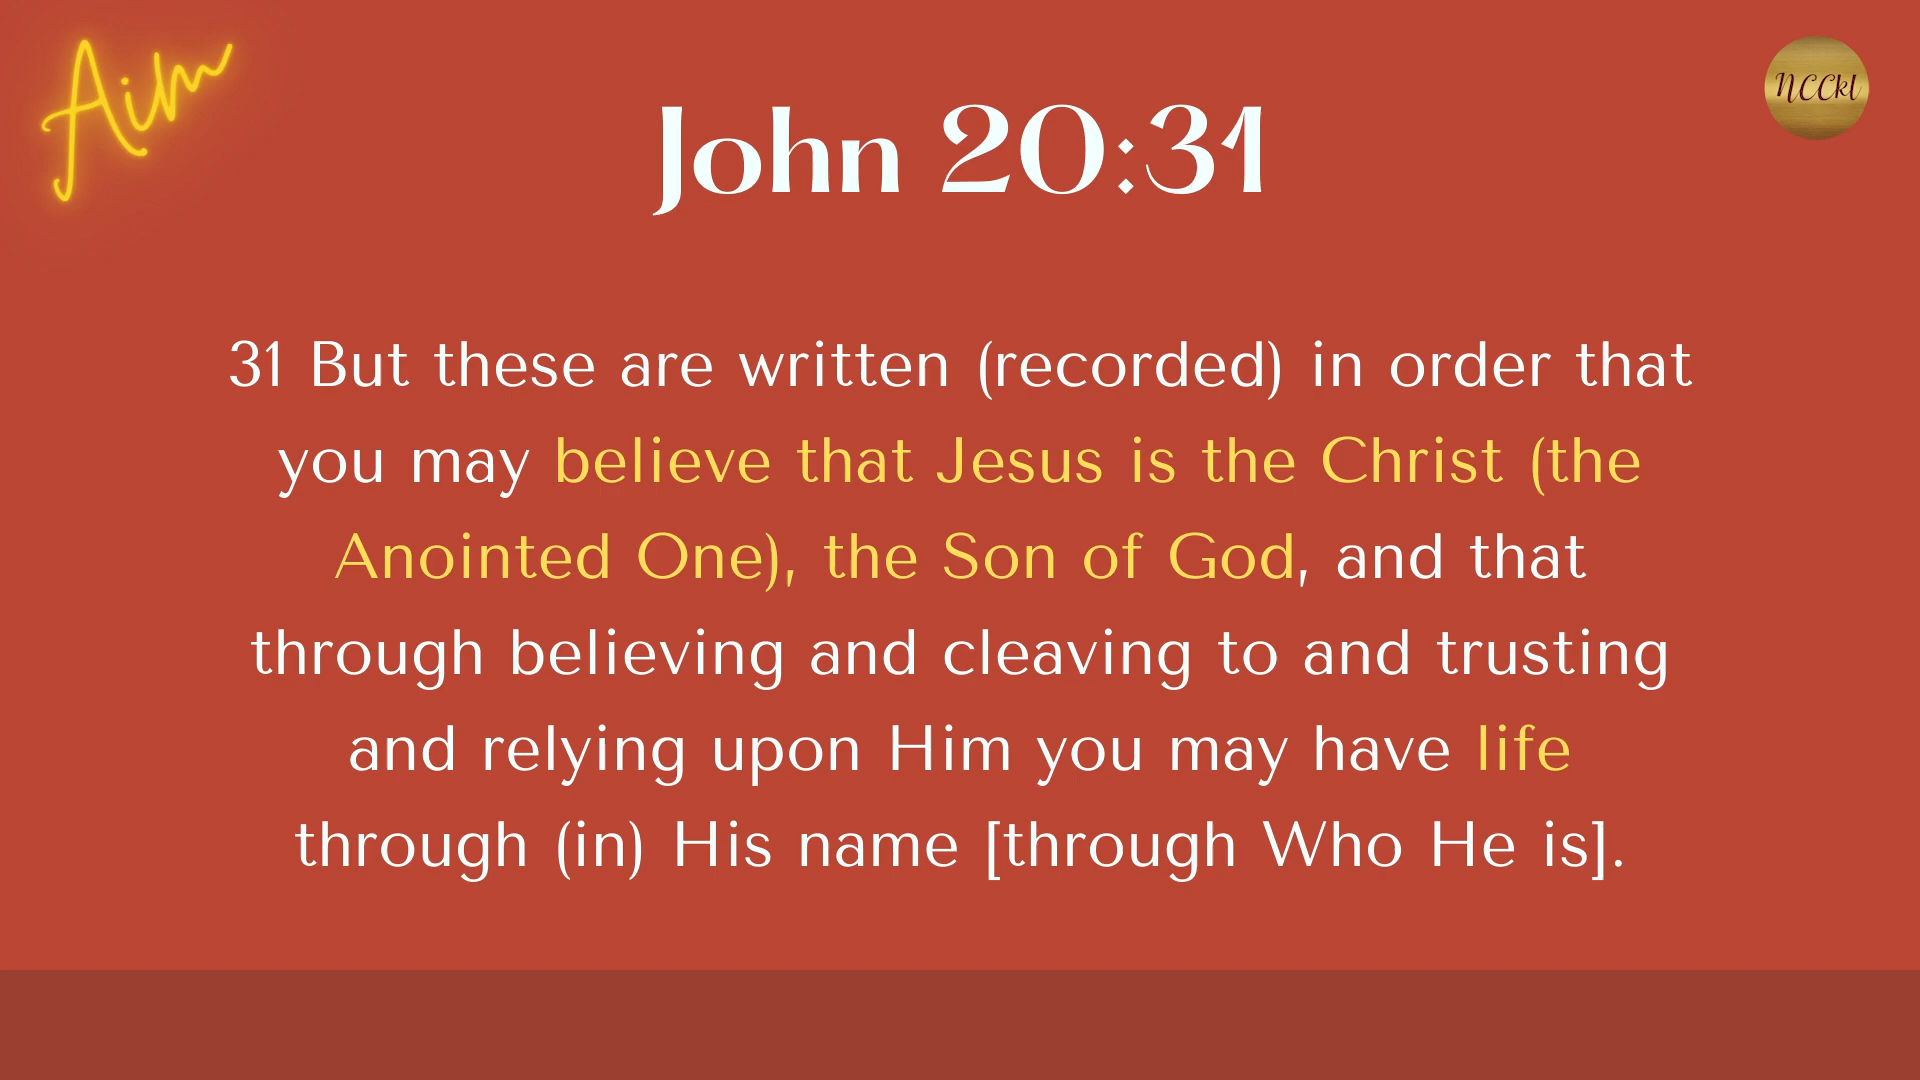 Aim
NCCkl
John 20:31
31 But these are written (recorded) in order that
you may believe that Jesus is the Christ (the
Anointed One), the Son of God, and that
through believing and cleaving to and trusting
and relying upon Him you may have life
through (in) His name [through Who He is].